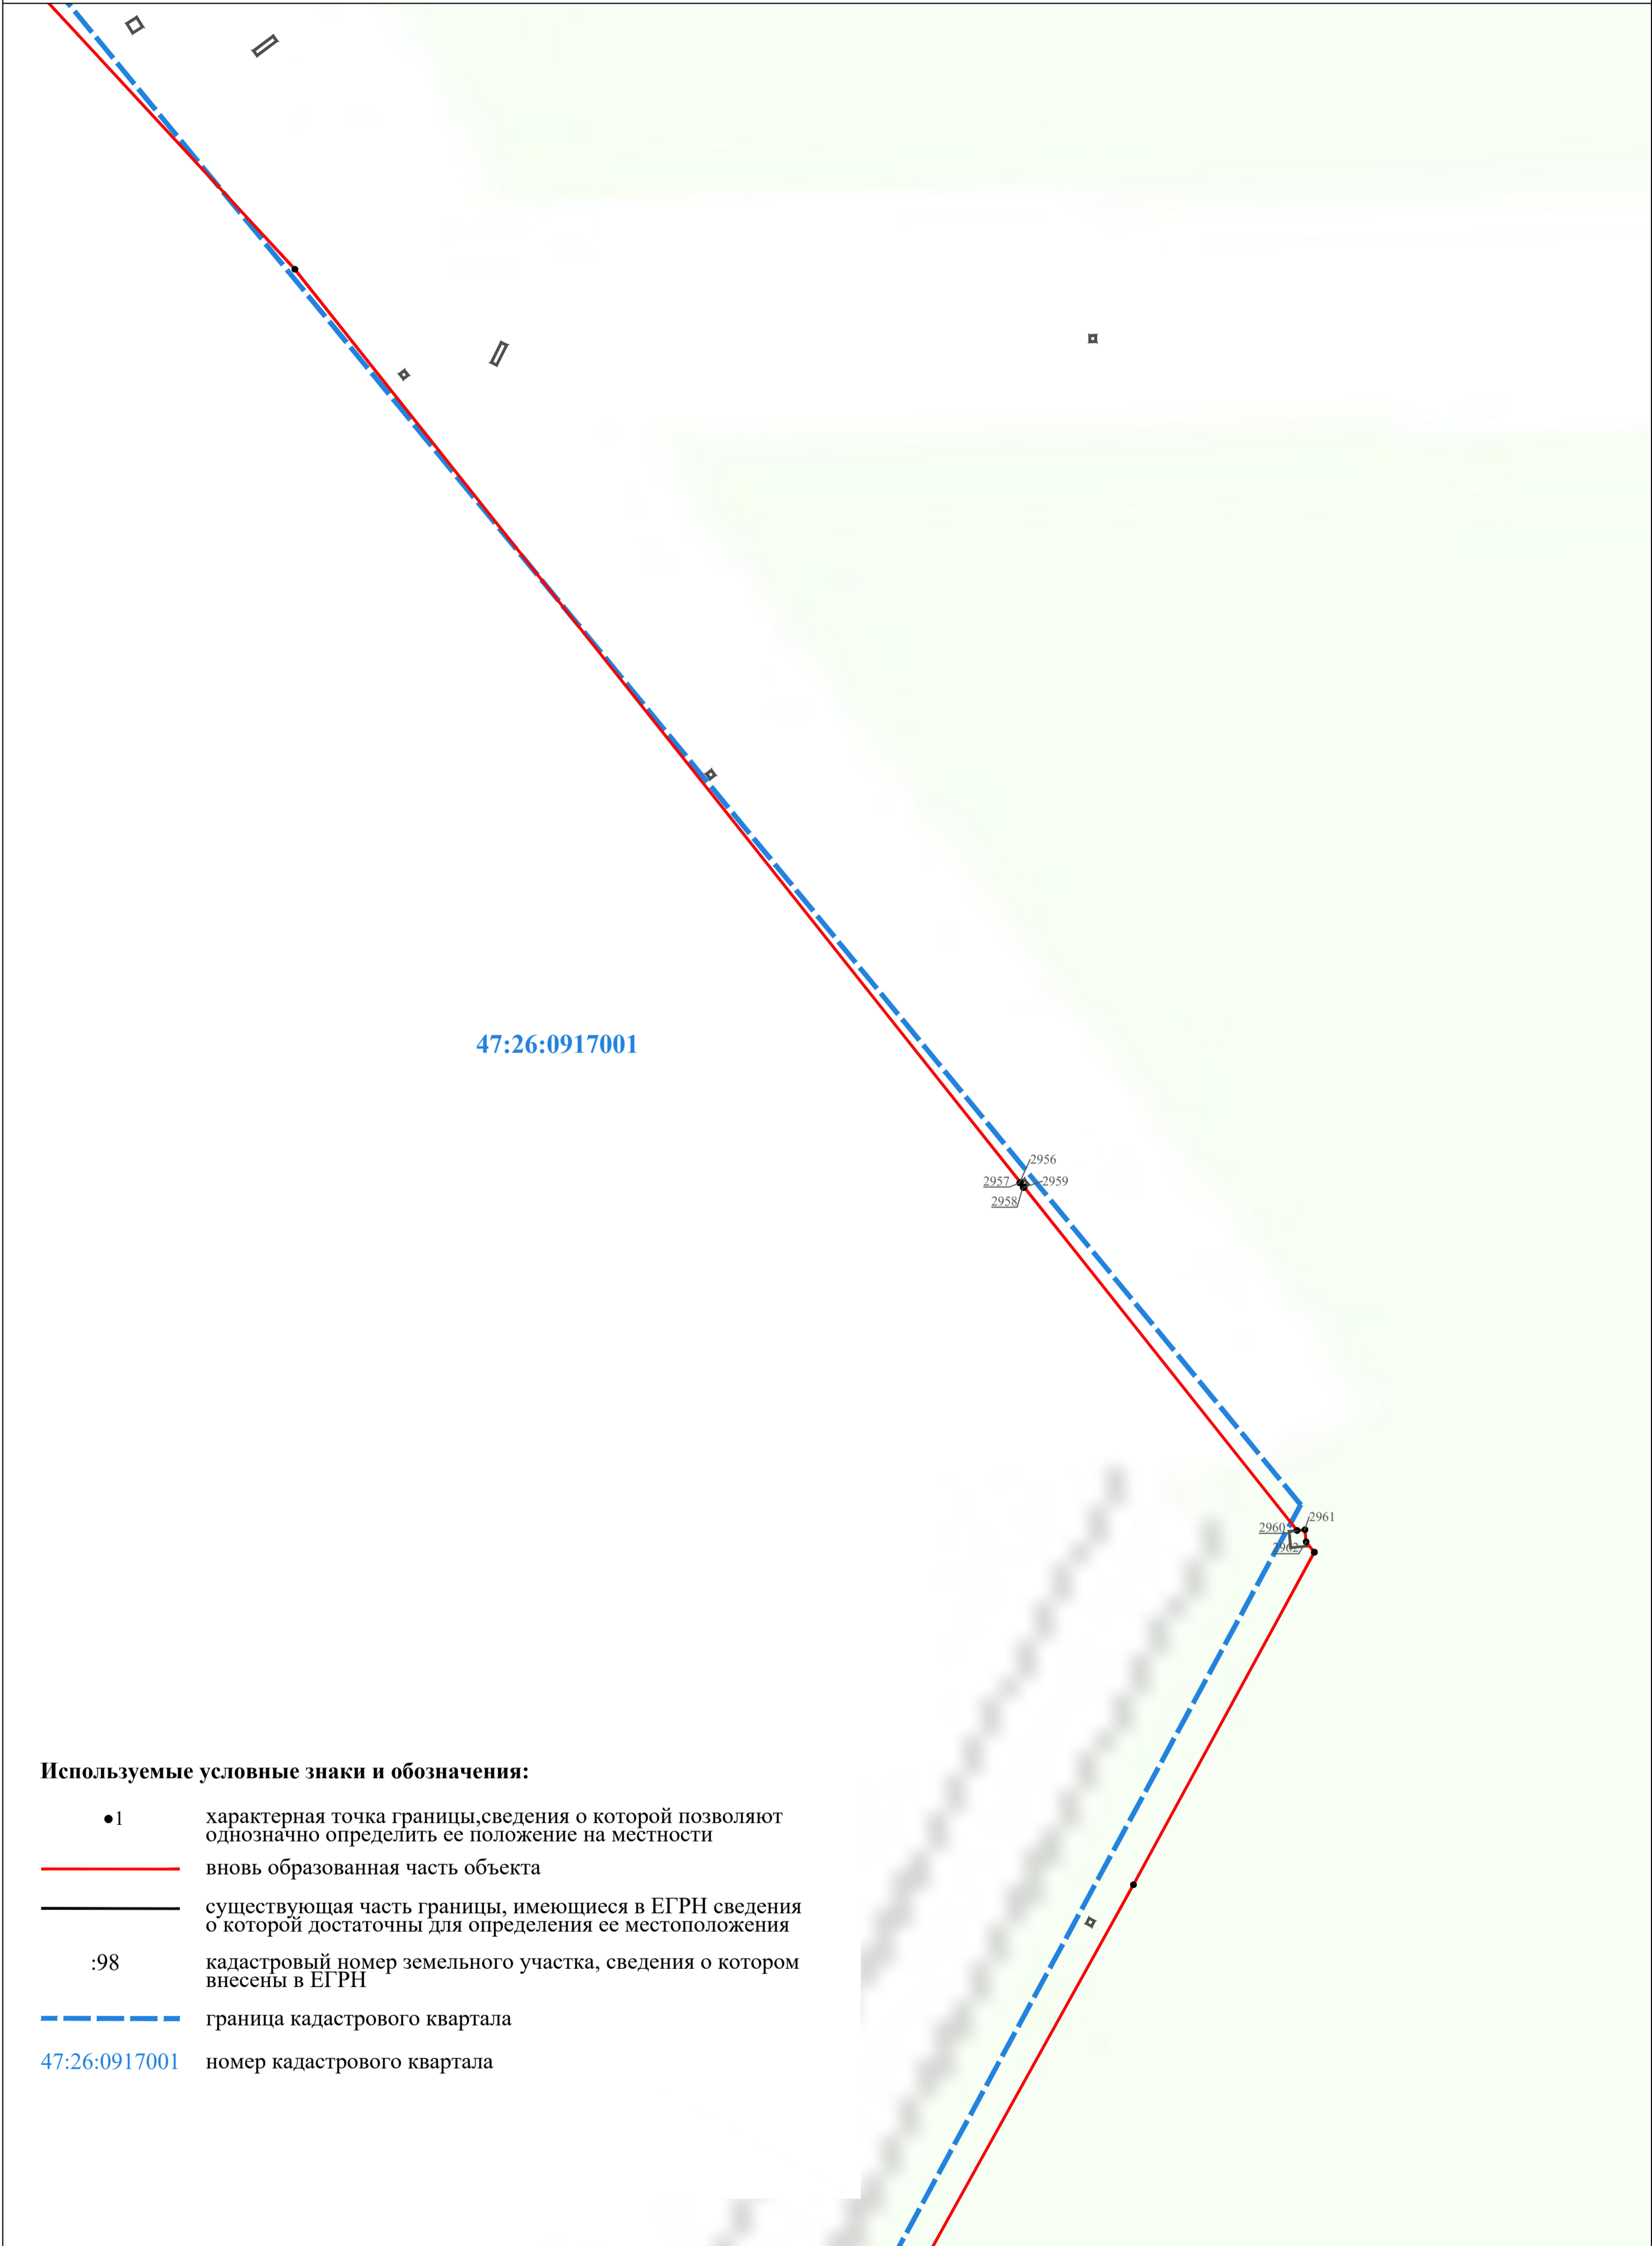 47:26:0917001
2956
2957
2959
2958
2961
2960
2962
Используемые условные знаки и обозначения:
1
характерная точка границы,сведения о которой позволяют
однозначно определить ее положение на местности
вновь образованная часть объекта
существующая часть границы, имеющиеся в ЕГРН сведения
о которой достаточны для определения ее местоположения
:98
кадастровый номер земельного участка, сведения о котором
внесены в ЕГРН
граница кадастрового квартала
47:26:0917001 номер кадастрового квартала